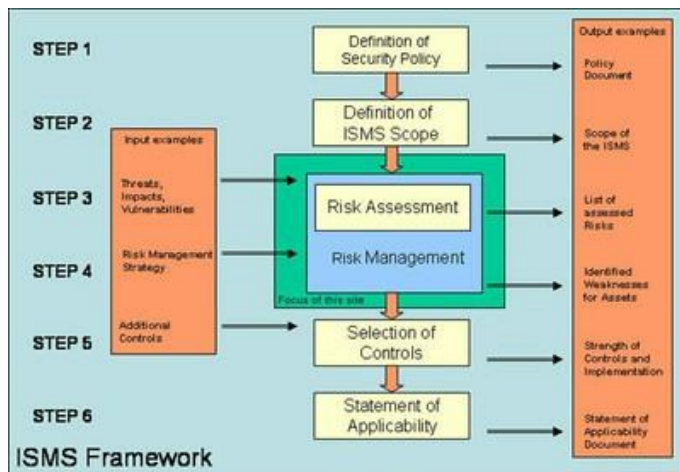 STEP 1
Definition of
Security Policy
Output examples
Policy
Document
STEP 2
Definition of
ISMS Scope
Scope of
the ISMS
Input examples
STEP 3
Threats,
Impacts,
Vulnerabilities
Risk Assessment
List of
assessed
Risks
STEP 4
Risk Management
Strategy
Risk Management
Identified
Weaknesses
for Assets
Focus of this site
STEP 5
Additional
Controls
Selection of
Controls
Strength of
Controls and
Implementation
STEP 6
Statement of
Applicability
Statement of
Applicability
Document
ISMS Framework